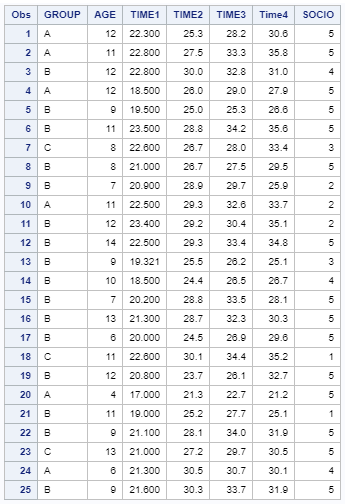 Obs GROUP AGE TIME1 TIME2 TIME3 Time4 SOCIO
1 A 12 22.300 25.3 28.2 30.6 5
2 A 11 22.800 27.5 33.3 35.8 5
3 B 12 22.800 30.0 32.8 31.0 4
4 A 12 18.500 26.0 29.0 27.9 5
5 B 9 19.500 25.0 25.3 26.6 5
6 B 11 23.500 28.8 34.2 35.6 5
7 C 8 22.600 26.7 28.0 33.4 3
8 B 8 21.000 26.7 27.5 29.5 5
9 B 7 20.900 28.9 29.7 25.9 2
10 A 11 22.500 29.3 32.6 33.7 2
11 B 12 23.400 29.2 30.4 35.1 2
12 B 14 22.500 29.3 33.4 34.8 5
13 B 9 19.321 25.5 26.2 25.1 3
14 B 10 18.500 24.4 26.5 26.7 4
15 B 7 20.200 28.8 33.5 28.1 5
16 B 13 21.300 28.7 32.3 30.3 5
17 B 6 20.000 24.5 26.9 29.6 5
18 C 11 22.600 30.1 34.4 35.2 1
19 B 12 20.800 23.7 26.1 32.7 5
20 A 4 17.000 21.3 22.7 21.2 5
21 B 11 19.000 25.2 27.7 25.1 1
22 B 9 21.100 28.1 34.0 31.9 5
23 C 13 21.000 27.2 29.7 30.5 5
24 A 6 21.300 30.5 30.7 30.1 4
25 B 9 21.600 30.3 33.7 31.9 5